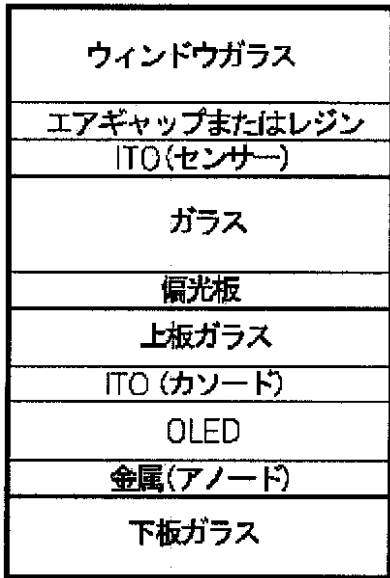 ウィンドウガラス
エアギャップまたはレジン
ITO(センサー)
ガラス
偏光板
上板ガラス
ITO (カソード)
OLED
金属(アノード)
下板ガラス